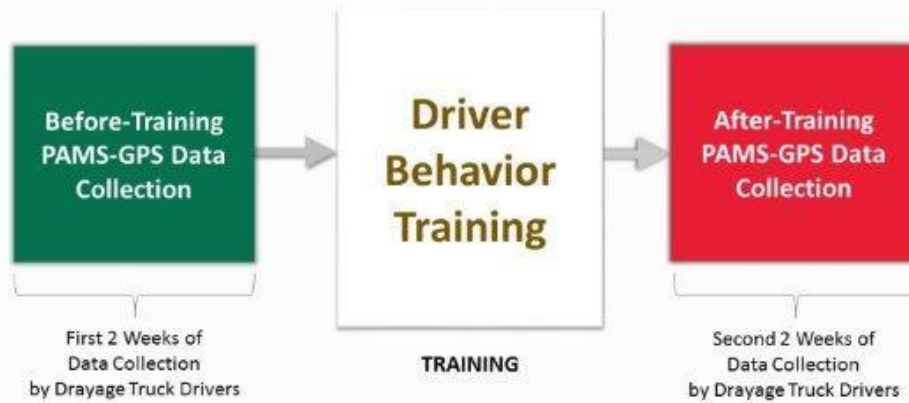 Before-Training
PAMS-GPS Data
Collection
Driver
Behavior
Training
After-Training
PAMS-GPS Data
Collection
First 2 Weeks of
Data Collection
by Drayage Truck Drivers
TRAINING
Second 2 Weeks of
Data Collection
by Drayage Truck Drivers